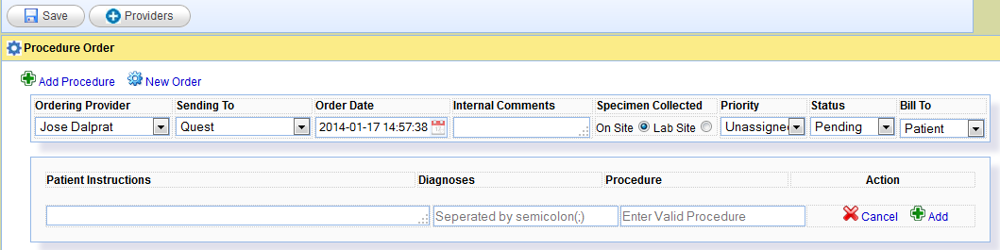 Save Providers
Procedure Order
Add Procedure New Order
Ordering Provider Sending To Order Date Internal Comments Specimen Collected Priority Status Bill To
Jose Dalprat Quest 2014-01-17 14:57:38 On Site Lab Site Unassigned Pending Patient
Patient Instructions Diagnoses Procedure Action
Seperated by semicolon(;) Enter Valid Procedure Cancel Add